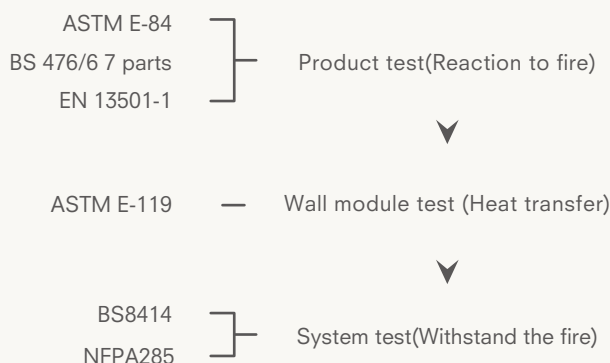 ASTM E-84
BS 476/6 7 parts
EN 13501-1
Product test(Reaction to fire)
ASTM E-119
Wall module test (Heat transfer)
BS8414
NFPA285
System test(Withstand the fire)